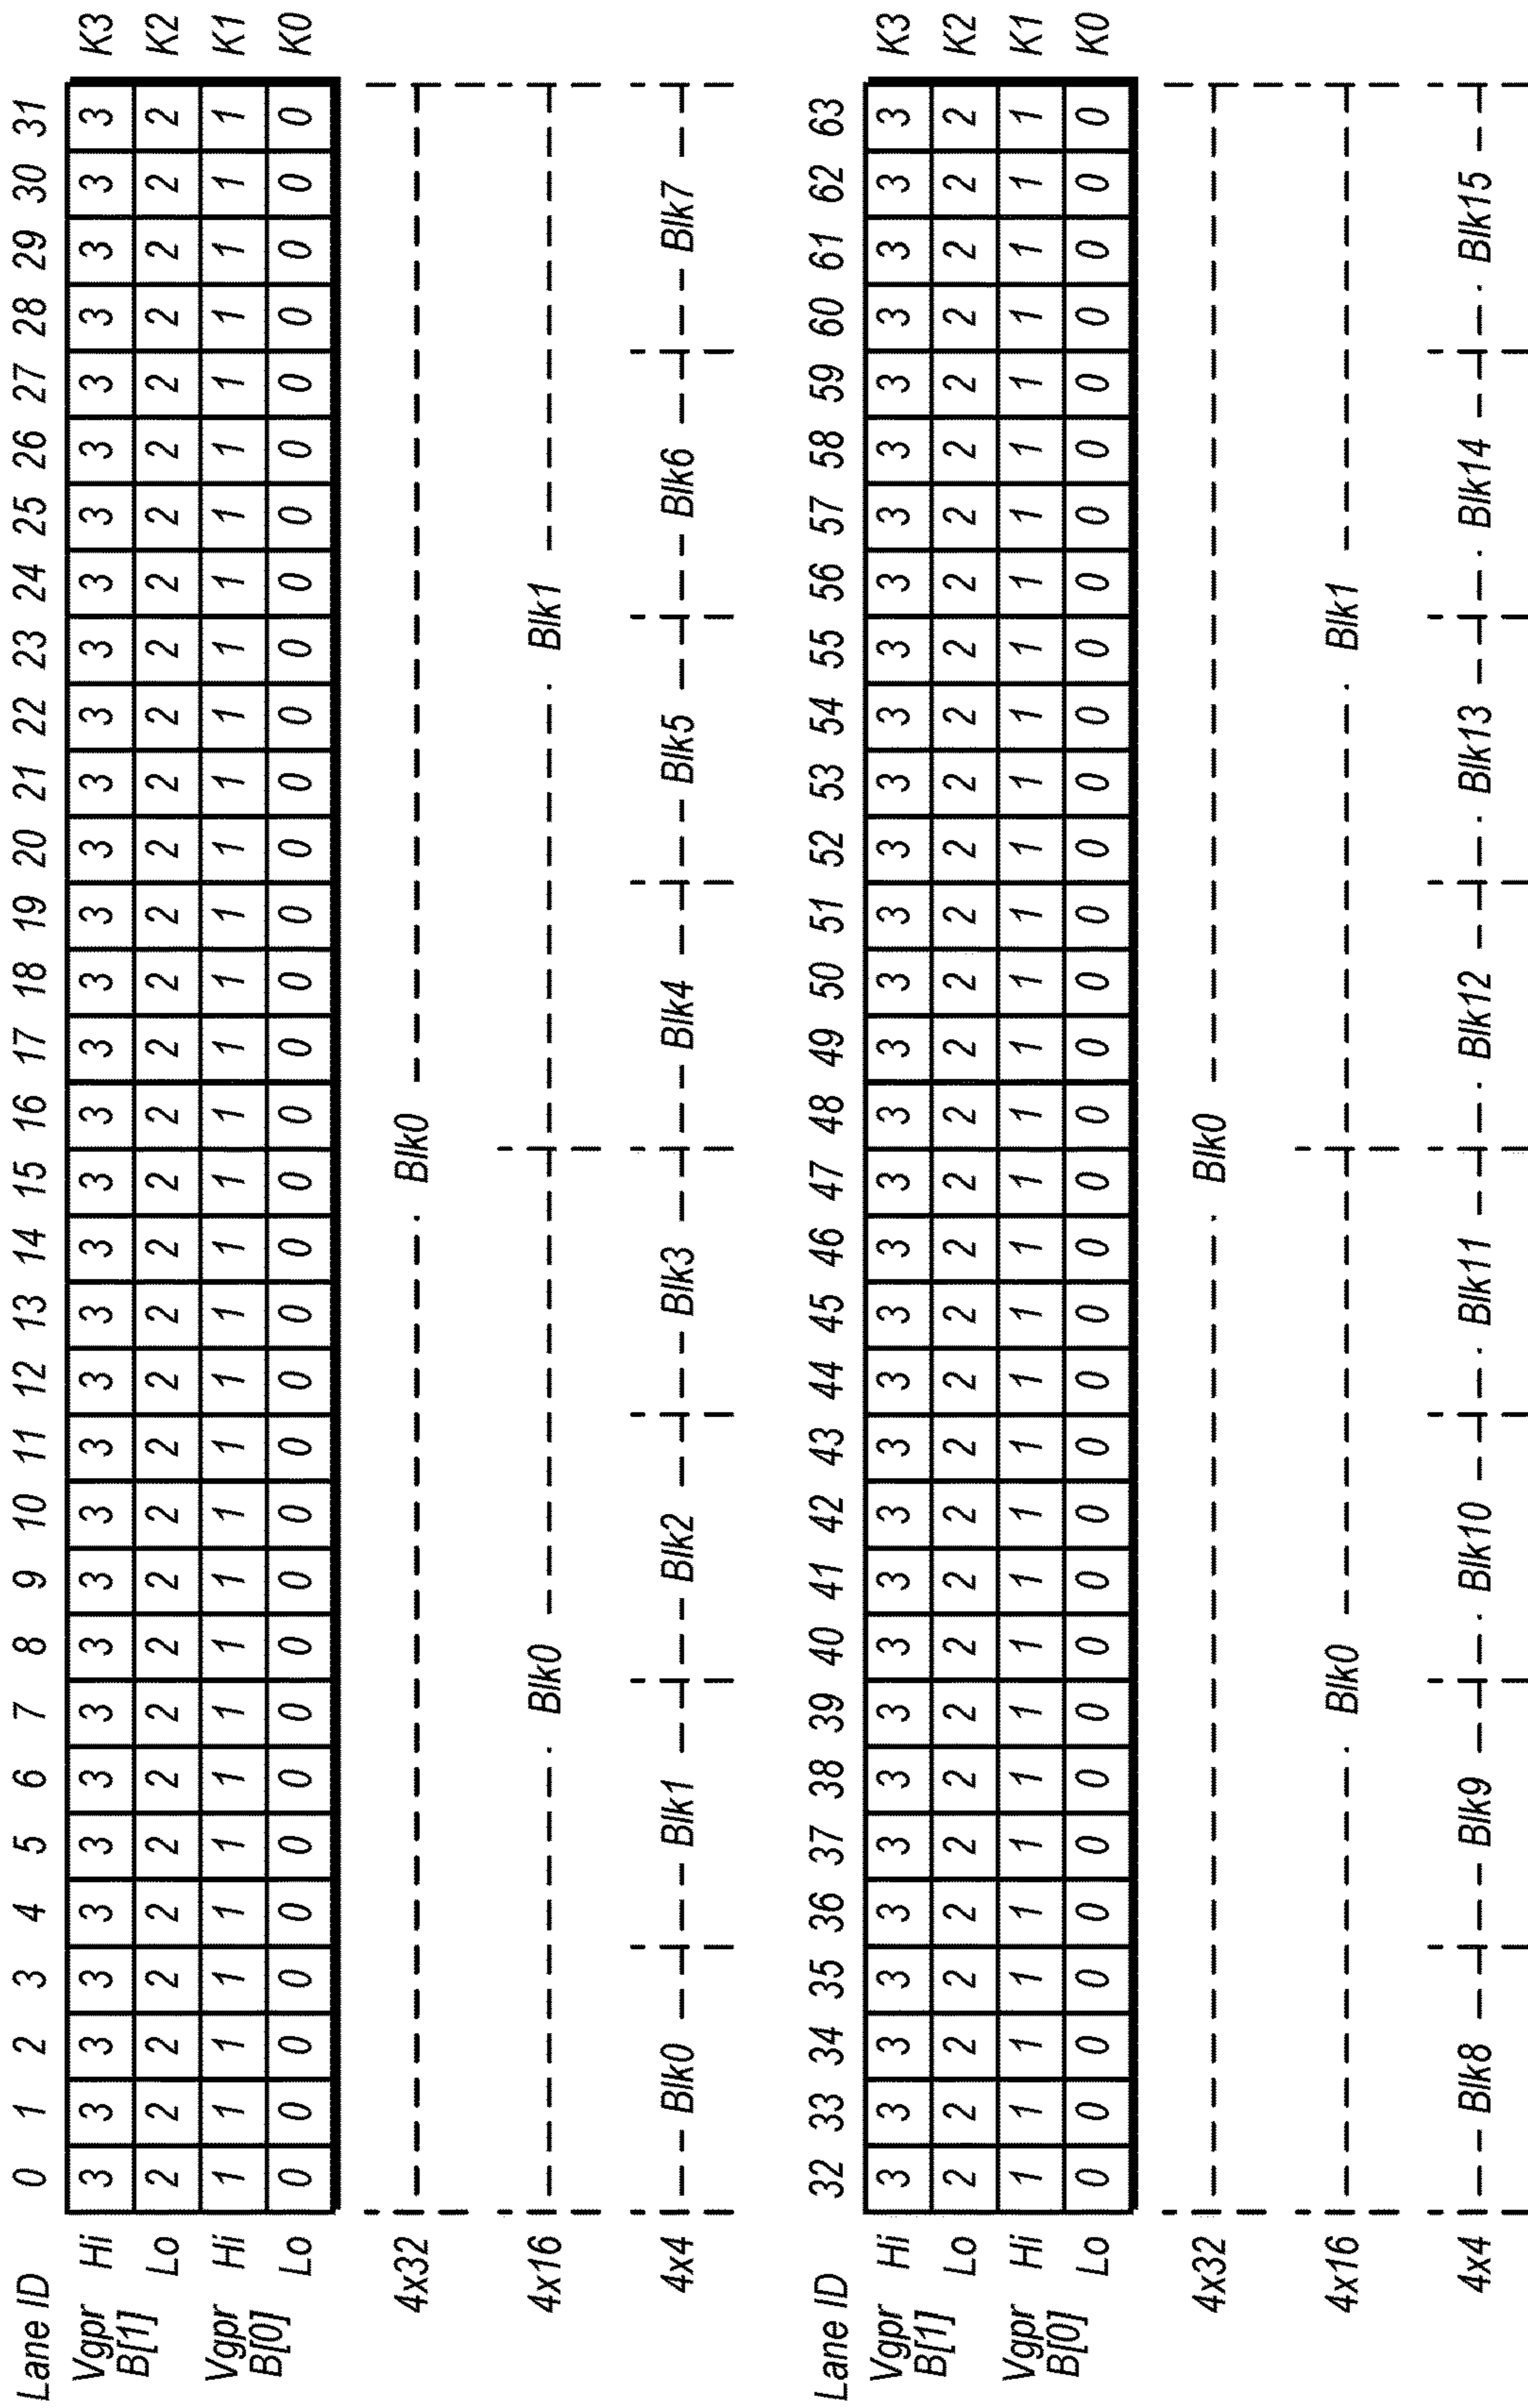 Lane ID 0 1 2 3 4 5 6 7 8 9 10 11 12 13 14 15 16 17 18 19 20 21 22 23 24 25 26 27 28 29 30 31
Vgpr B[1] Hi 3 3 3 3 3 3 3 3 3 3 3 3 3 3 3 3 3 3 3 3 3 3 3 3 3 3 3 3 3 3 3 3 K3
Lo 2 2 2 2 2 2 2 2 2 2 2 2 2 2 2 2 2 2 2 2 2 2 2 2 2 2 2 2 2 2 2 2 K2
Vgpr B[0] Hi 1 1 1 1 1 1 1 1 1 1 1 1 1 1 1 1 1 1 1 1 1 1 1 1 1 1 1 1 1 1 1 1 K1
Lo 0 0 0 0 0 0 0 0 0 0 0 0 0 0 0 0 0 0 0 0 0 0 0 0 0 0 0 0 0 0 0 0 K0
4x32 Blk0
4x16 Blk0 Blk1
4x4 Blk0 Blk1 Blk2 Blk3 Blk4 Blk5 Blk6 Blk7
Lane ID 32 33 34 35 36 37 38 39 40 41 42 43 44 45 46 47 48 49 50 51 52 53 54 55 56 57 58 59 60 61 62 63
Vgpr B[1] Hi 3 3 3 3 3 3 3 3 3 3 3 3 3 3 3 3 3 3 3 3 3 3 3 3 3 3 3 3 3 3 3 3 K3
Lo 2 2 2 2 2 2 2 2 2 2 2 2 2 2 2 2 2 2 2 2 2 2 2 2 2 2 2 2 2 2 2 2 K2
Vgpr B[0] Hi 1 1 1 1 1 1 1 1 1 1 1 1 1 1 1 1 1 1 1 1 1 1 1 1 1 1 1 1 1 1 1 1 K1
Lo 0 0 0 0 0 0 0 0 0 0 0 0 0 0 0 0 0 0 0 0 0 0 0 0 0 0 0 0 0 0 0 0 K0
4x32 Blk0
4x16 Blk0 Blk1
4x4 Blk8 Blk9 Blk10 Blk11 Blk12 Blk13 Blk14 Blk15